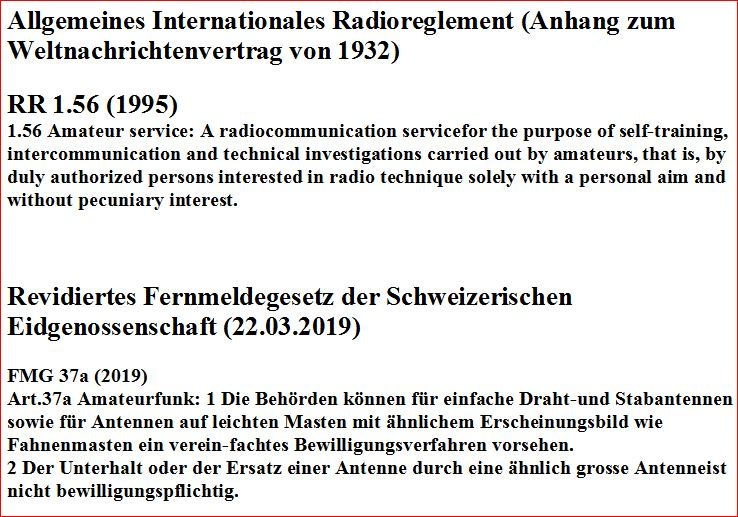 Allgemeines Internationales Radioreglement (Anhang zum
Weltnachrichtenvertrag von 1932)
RR 1.56 (1995)
1.56 Amateur service: A radiocommunication servicefor the purpose of self-training,
intercommunication and technical investigations carried out by amateurs, that is, by
duly authorized persons interested in radio technique solely with a personal aim and
without pecuniary interest.
Revidiertes Fernmeldegesetz der Schweizerischen
Eidgenossenschaft (22.03.2019)
FMG 37a (2019)
Art.37a Amateurfunk: 1 Die Behörden können für einfache Draht-und Stabantennen
sowie für Antennen auf leichten Masten mit ähnlichem Erscheinungsbild wie
Fahnenmasten ein verein-fachtes Bewilligungsverfahren vorsehen.
2 Der Unterhalt oder der Ersatz einer Antenne durch eine ähnlich grosse Antenneist
nicht bewilligungspflichtig.